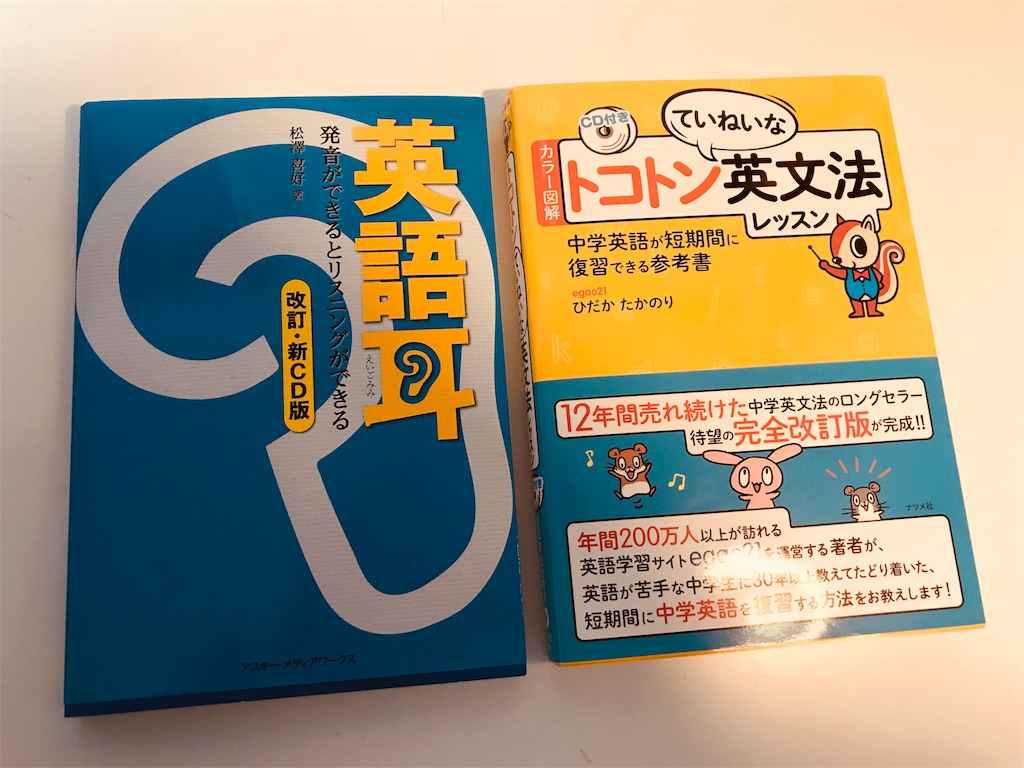 英語耳
えいごみみ
発音ができるとリスニングができる
松澤 喜好 著
改訂・新CD版
アスキー・メディアワークス
CD付き
カラー図解
ていねいな
トコトン英文法
レッスン
中学英語が短期間に
復習できる参考書
egao21
ひだか たかのり
12年間売れ続けた中学英文法のロングセラー
待望の完全改訂版が完成!!
ナツメ社
年間200万人以上が訪れる
英語学習サイトegao21を運営する著者が、
英語が苦手な中学生に30年以上教えてたどり着いた、
短期間に中学英語を復習する方法をお教えします!